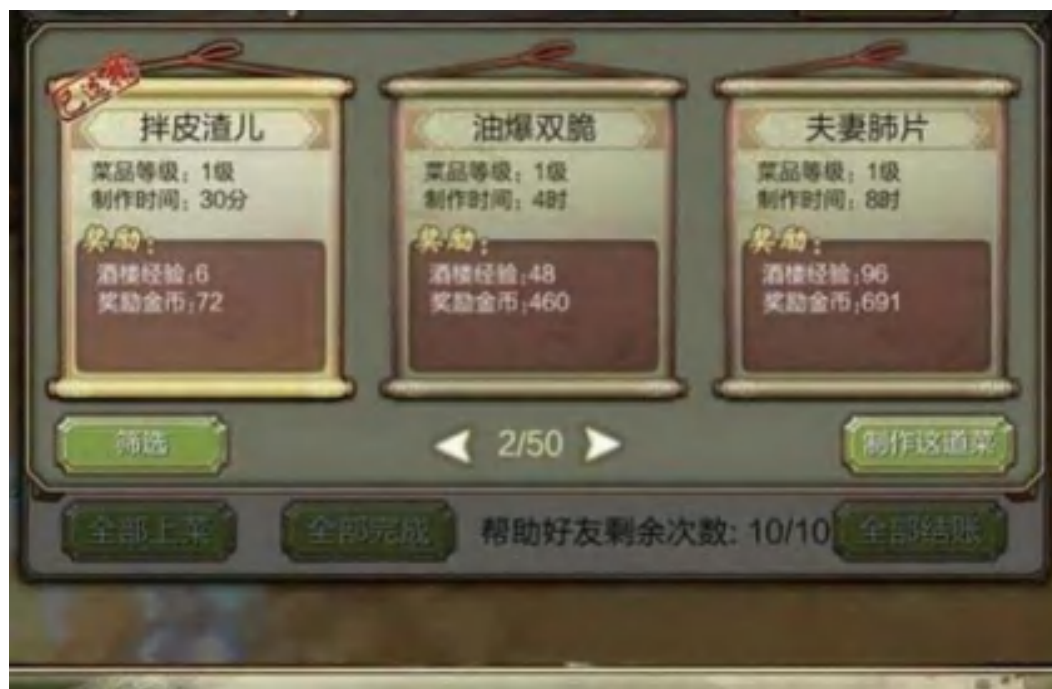 已选择
拌皮渣儿
菜品等级：1级
制作时间：30分
奖励：
酒楼经验:6
奖励金币:72
油爆双脆
菜品等级：1级
制作时间：4时
奖励：
酒楼经验:48
奖励金币:460
夫妻肺片
菜品等级：1级
制作时间：8时
奖励：
酒楼经验:96
奖励金币:691
筛选
2/50
制作这道菜
全部上菜
全部完成
帮助好友剩余次数: 10/10
全部结账